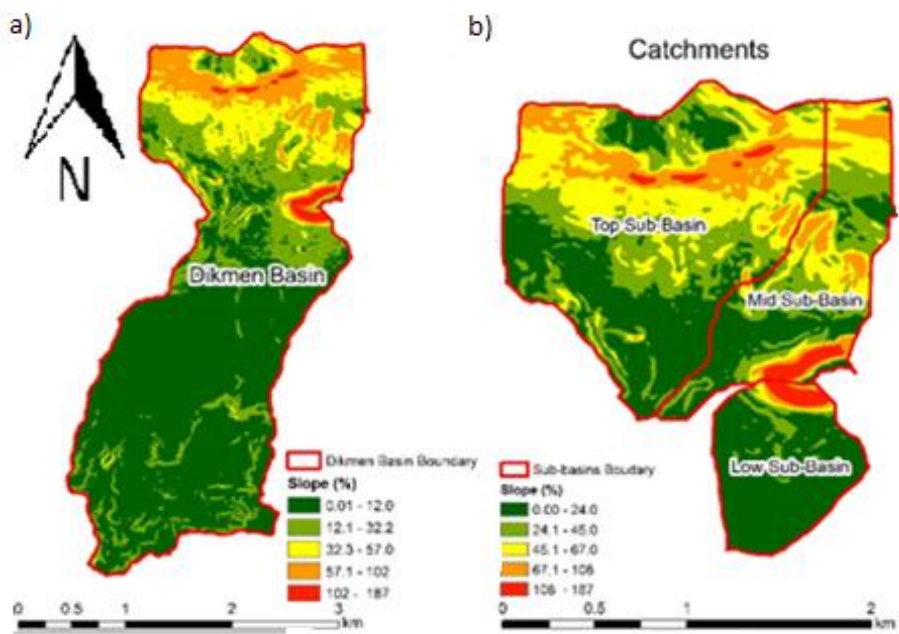 a)
N
Dikmen Basin
Dikmen Basin Boundary
Slope (%)
0.01 - 12.0
12.1 - 32.2
32.3 - 57.0
57.1 - 102
102 - 187
0 0.5 1 2 3
km
b)
Catchments
Top Sub-Basin
Mid Sub-Basin
Low Sub-Basin
Sub-basins Boudary
Slope (%)
0.00 - 24.0
24.1 - 45.0
45.1 - 67.0
67.1 - 108
108 - 187
0 0.5 1 2
km